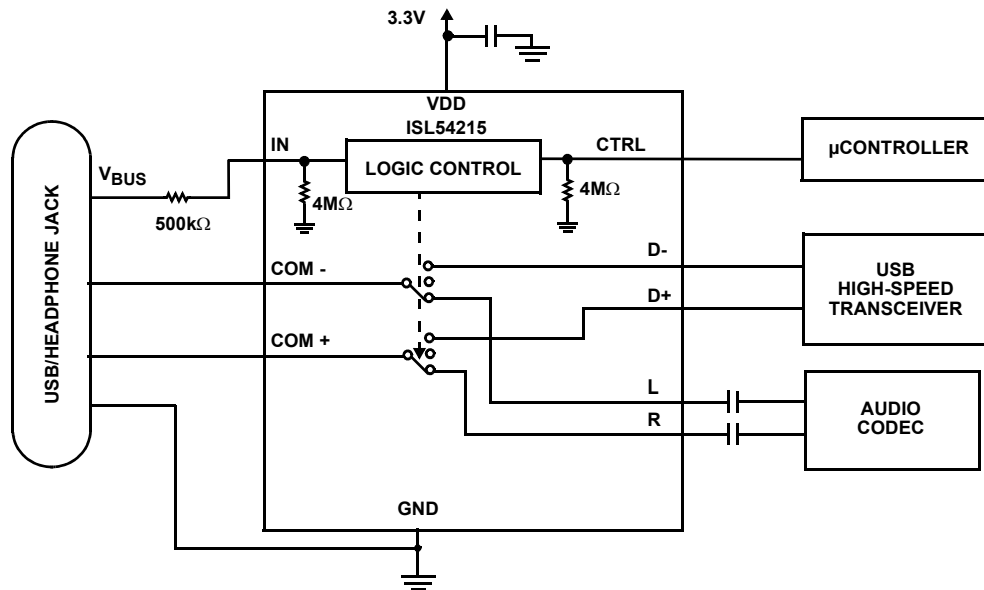 3.3V
VDD
ISL54215
IN
LOGIC CONTROL
CTRL
µCONTROLLER
VBUS
500kΩ
4MΩ
4MΩ
USB/HEADPHONE JACK
COM -
D-
USB
HIGH-SPEED
TRANSCEIVER
D+
COM +
L
R
AUDIO
CODEC
GND